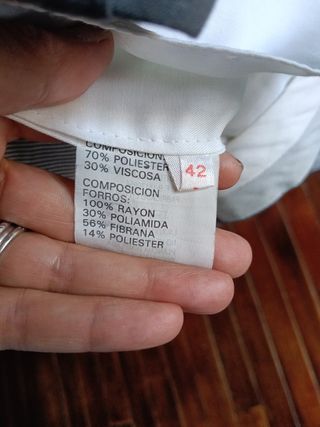 COMPOSICION
70% POLIESTER
30% VISCOSA
42
COMPOSICION
FORROS:
100% RAYON
30% POLIAMIDA
56% FIBRANA
14% POLIESTER